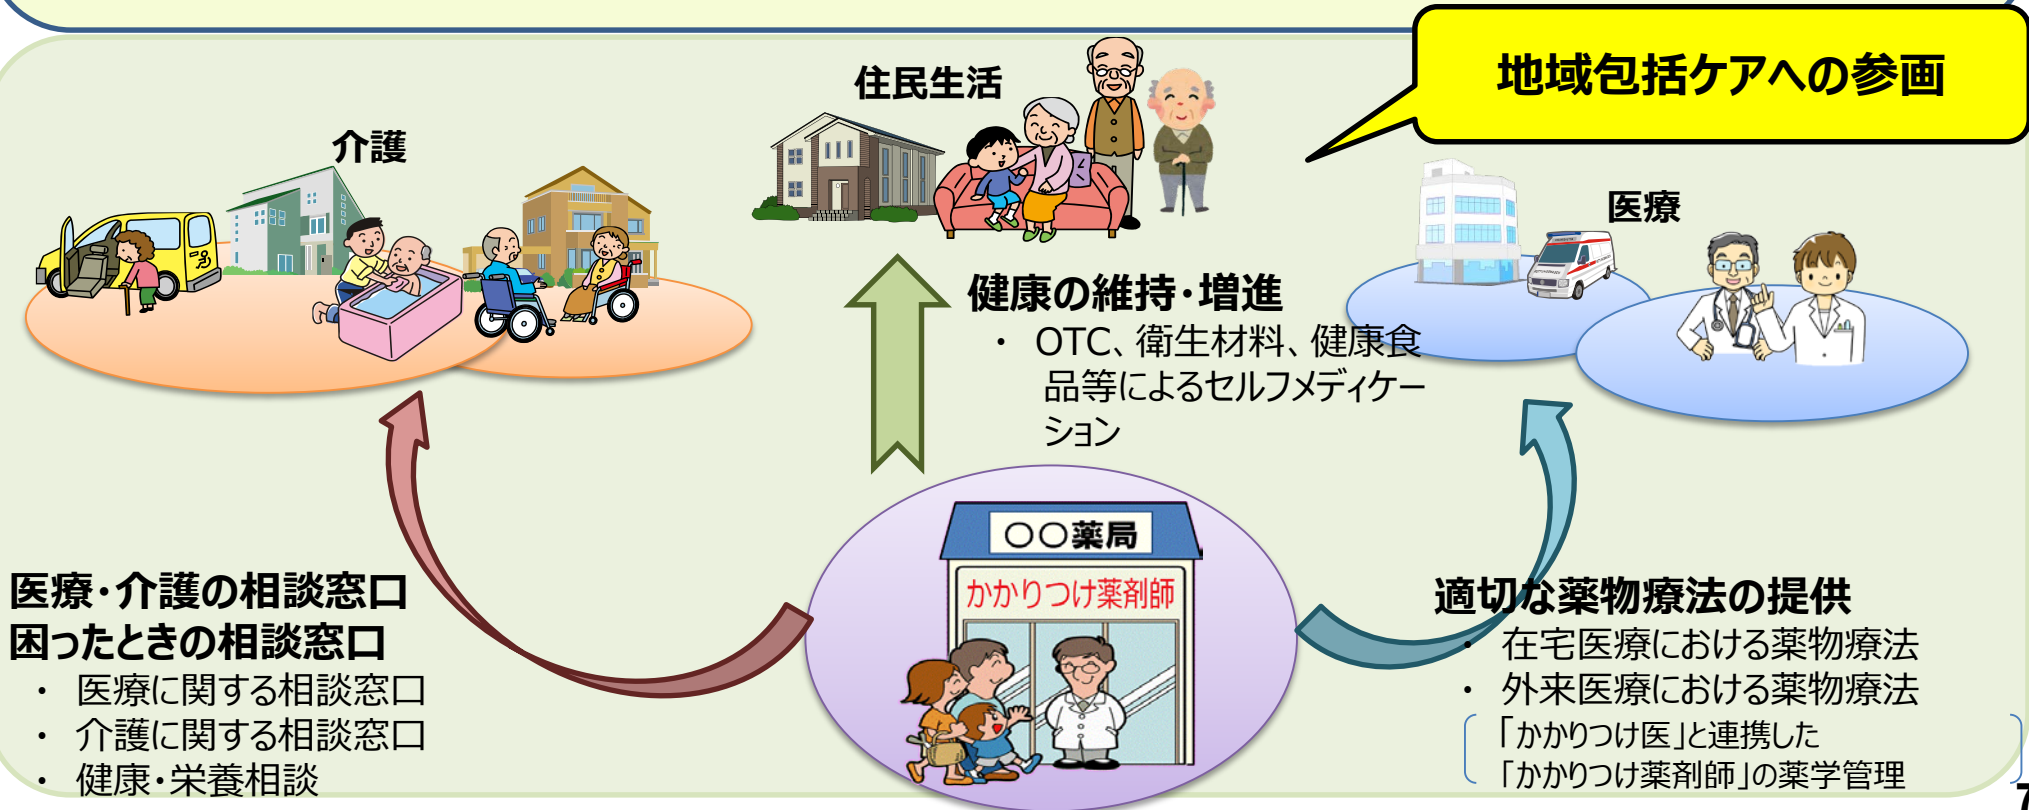 地域包括ケアへの参画
住民生活
介護
医療
健康の維持・増進
・ OTC、衛生材料、健康食
品等によるセルフメディケー
ション
〇〇薬局
かかりつけ薬剤師
医療・介護の相談窓口
困ったときの相談窓口
・ 医療に関する相談窓口
・ 介護に関する相談窓口
・ 健康・栄養相談
適切な薬物療法の提供
・ 在宅医療における薬物療法
・ 外来医療における薬物療法
「かかりつけ医」と連携した
「かかりつけ薬剤師」の薬学管理
7